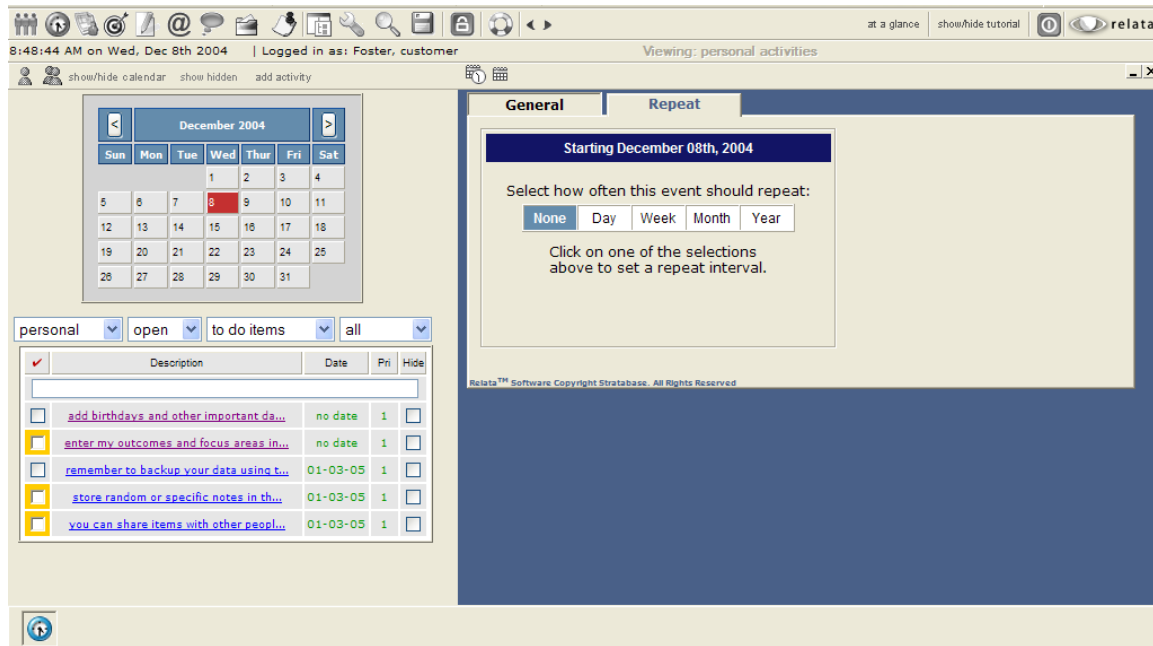 at a glance show/hide tutorial relata
8:48:44 AM on Wed, Dec 8th 2004 | Logged in as: Foster, customer Viewing: personal activities
show/hide calendar show hidden add activity
< December 2004 >
Sun Mon Tue Wed Thur Fri Sat
1 2 3 4
5 6 7 8 9 10 11
12 13 14 15 16 17 18
19 20 21 22 23 24 25
26 27 28 29 30 31
personal open to do items all
✔ Description Date Pri Hide
add birthdays and other important da... no date 1
enter my outcomes and focus areas in... no date 1
remember to backup your data using t... 01-03-05 1
store random or specific notes in th... 01-03-05 1
you can share items with other peopl... 01-03-05 1
General Repeat
Starting December 08th, 2004
Select how often this event should repeat:
None Day Week Month Year
Click on one of the selections
above to set a repeat interval.
Relata™ Software Copyright Stratabase. All Rights Reserved